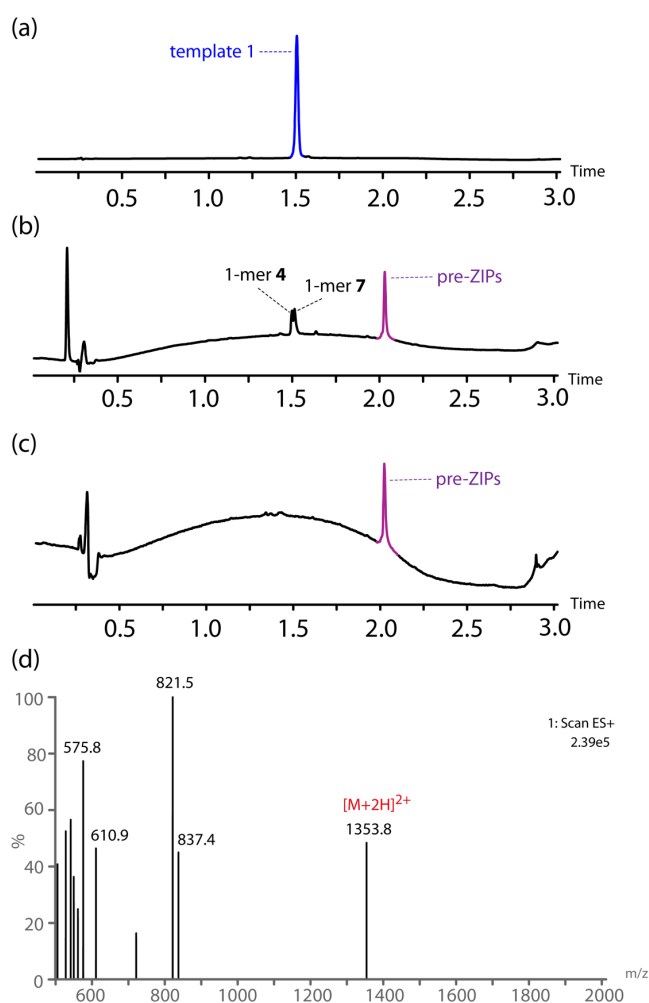 (a)
template 1
Time
0.5 1.0 1.5 2.0 2.5 3.0
(b)
1-mer 4
1-mer 7
pre-ZIPs
Time
0.5 1.0 1.5 2.0 2.5 3.0
(c)
pre-ZIPs
Time
0.5 1.0 1.5 2.0 2.5 3.0
(d)
821.5
100
1: Scan ES+
2.39e5
575.8
80
[M+2H]2+
1353.8
60
610.9
837.4
%
40
20
0
m/z
600 800 1000 1200 1400 1600 1800 2000